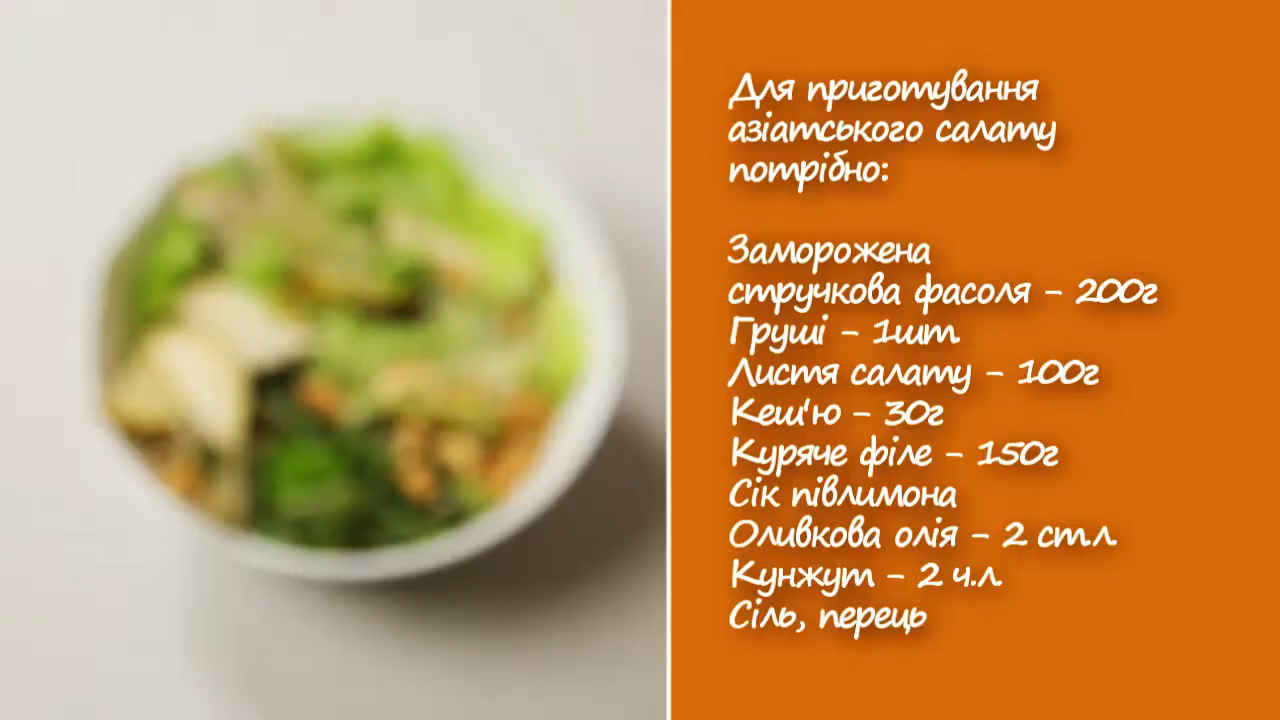 Для приготування
азіатського салату
потрібно:
Заморожена
стручкова фасоля - 200г
Груші - 1шт.
Листя салату - 100г
Кеш'ю - 30г
Куряче філе - 150г
Сік півлимона
Оливкова олія - 2 ст.л.
Кунжут - 2 ч.л.
Сіль, перець